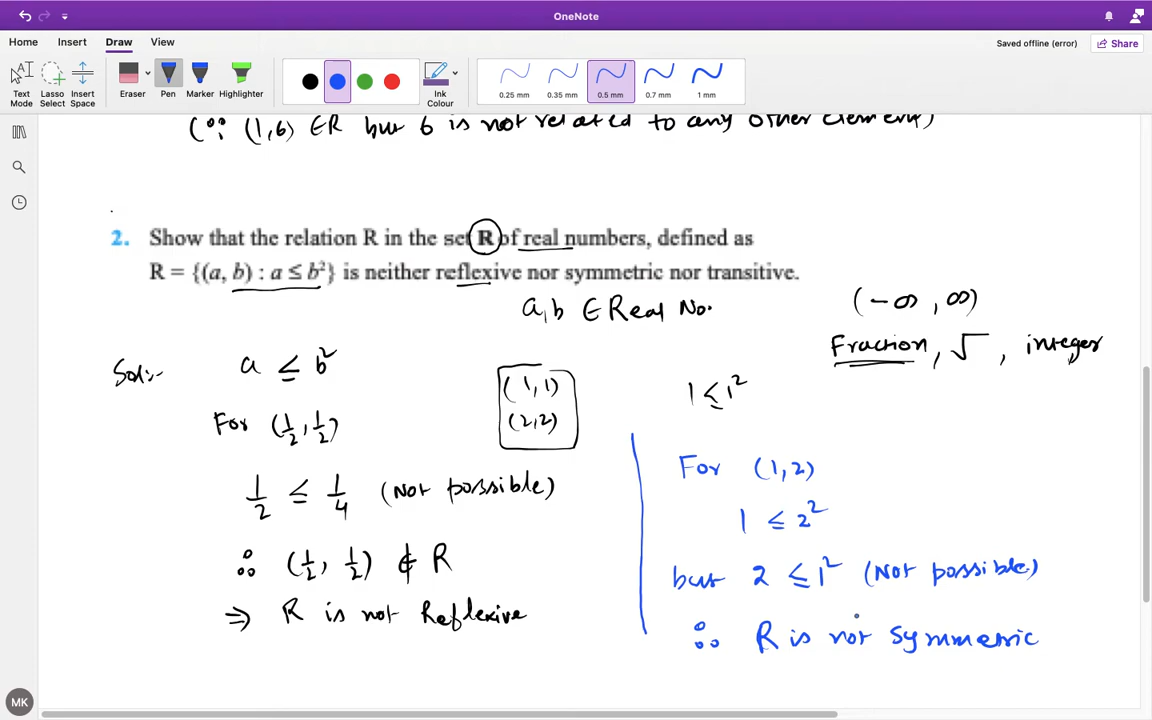 OneNote
Home Insert Draw View
Saved offline (error) Share
Text Mode
Lasso Select
Insert Space
Eraser
Pen
Marker
Highlighter
Ink Colour
0.25 mm
0.35 mm
0.5 mm
0.7 mm
1 mm
(∵ (1,6) ∈R but 6 is not related to any other element)
2. Show that the relation R in the set R of real numbers, defined as
R = {(a, b) : a ≤ b²} is neither reflexive nor symmetric nor transitive.
a,b ∈ Real No.
(-∞, ∞)
Fraction, √ , integer
Sol:-
a ≤ b²
For (1/2, 1/2)
1/2 ≤ 1/4 (Not possible)
∴ (1/2, 1/2) ∉ R
⇒ R is not Reflexive
(1,1)
(2,2)
1 ≤ 1²
For (1,2)
1 ≤ 2²
but 2 ≤ 1² (Not possible)
∴ R is not symmetric
MK